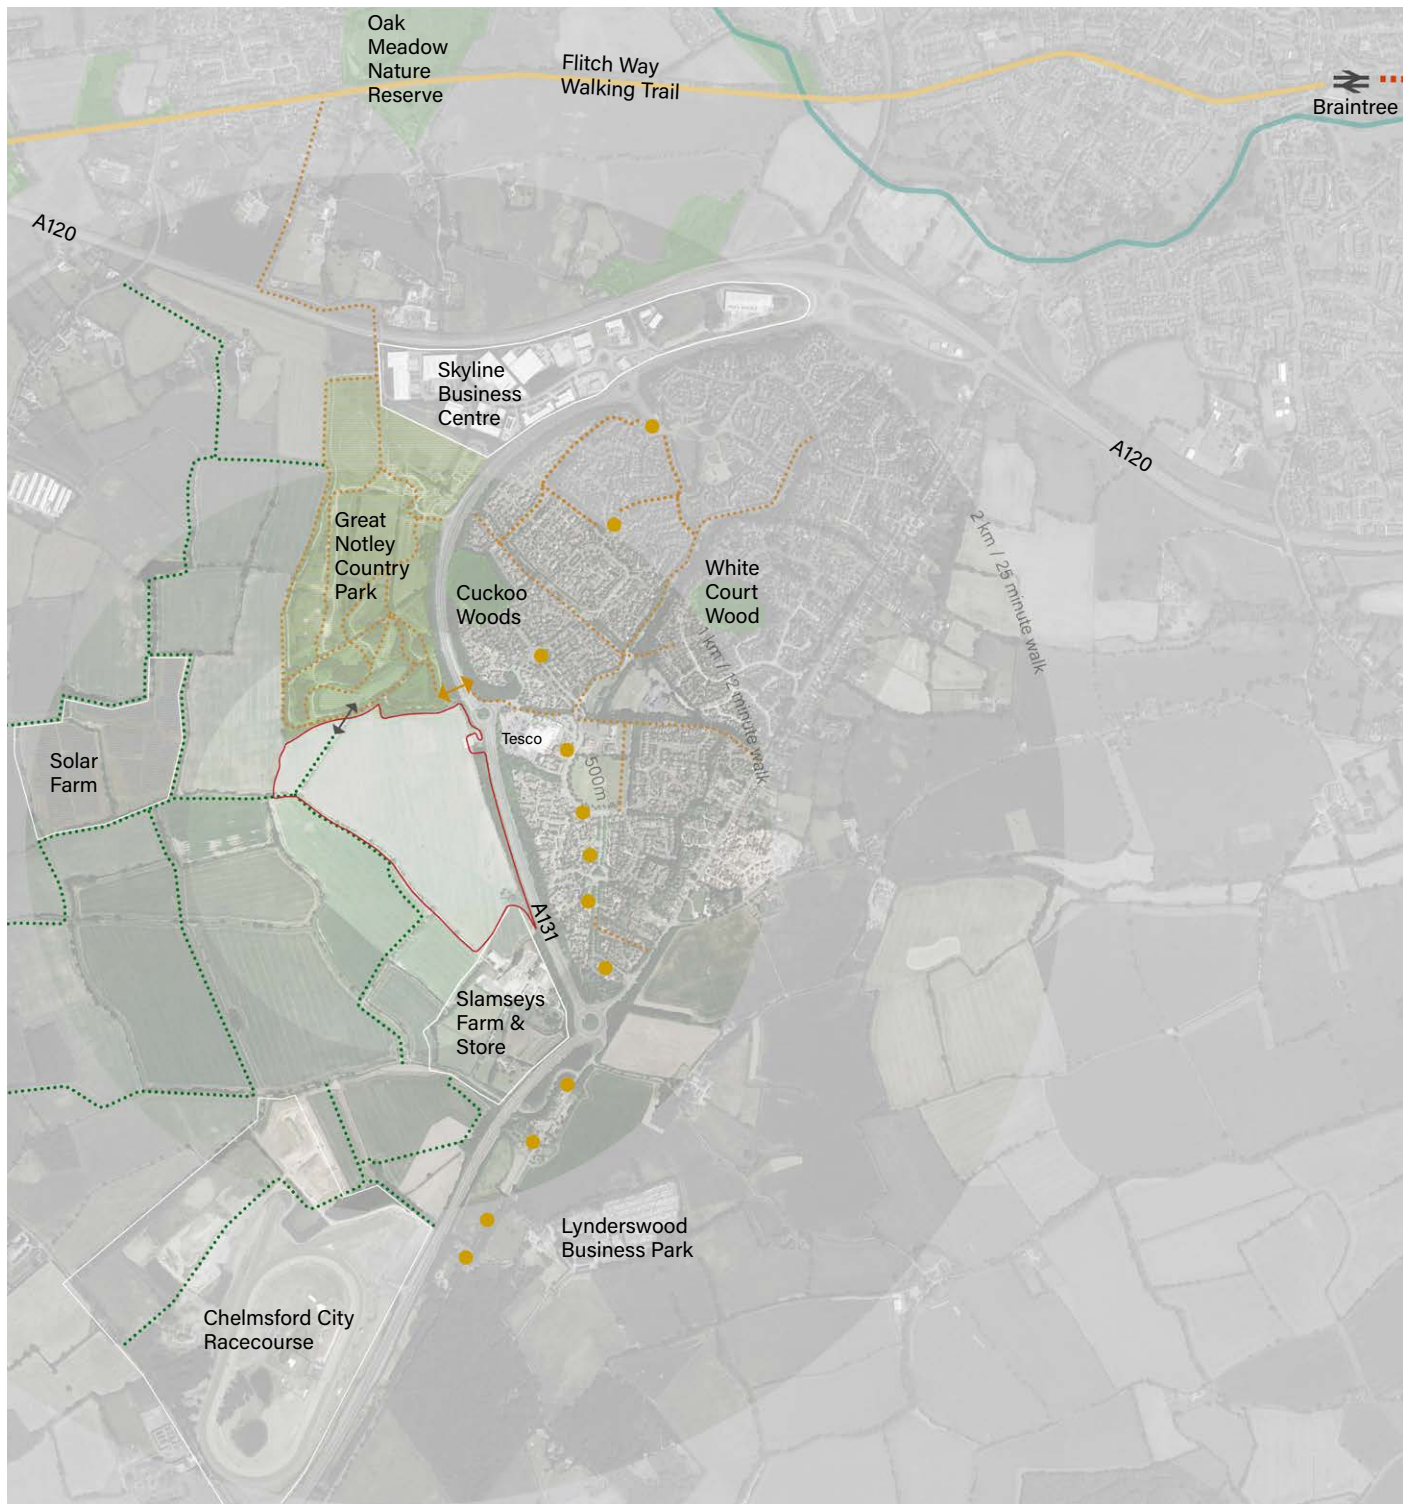 Oak
Meadow
Nature
Reserve
Flitch Way
Walking Trail
Braintree
A120
Skyline
Business
Centre
A120
Great
Notley
Country
Park
2 km / 25 minute walk
Cuckoo
Woods
White
Court
Wood
1 km / 12 minute walk
Tesco
Solar
Farm
500m
A131
Slamseys
Farm &
Store
Lynderswood
Business Park
Chelmsford City
Racecourse